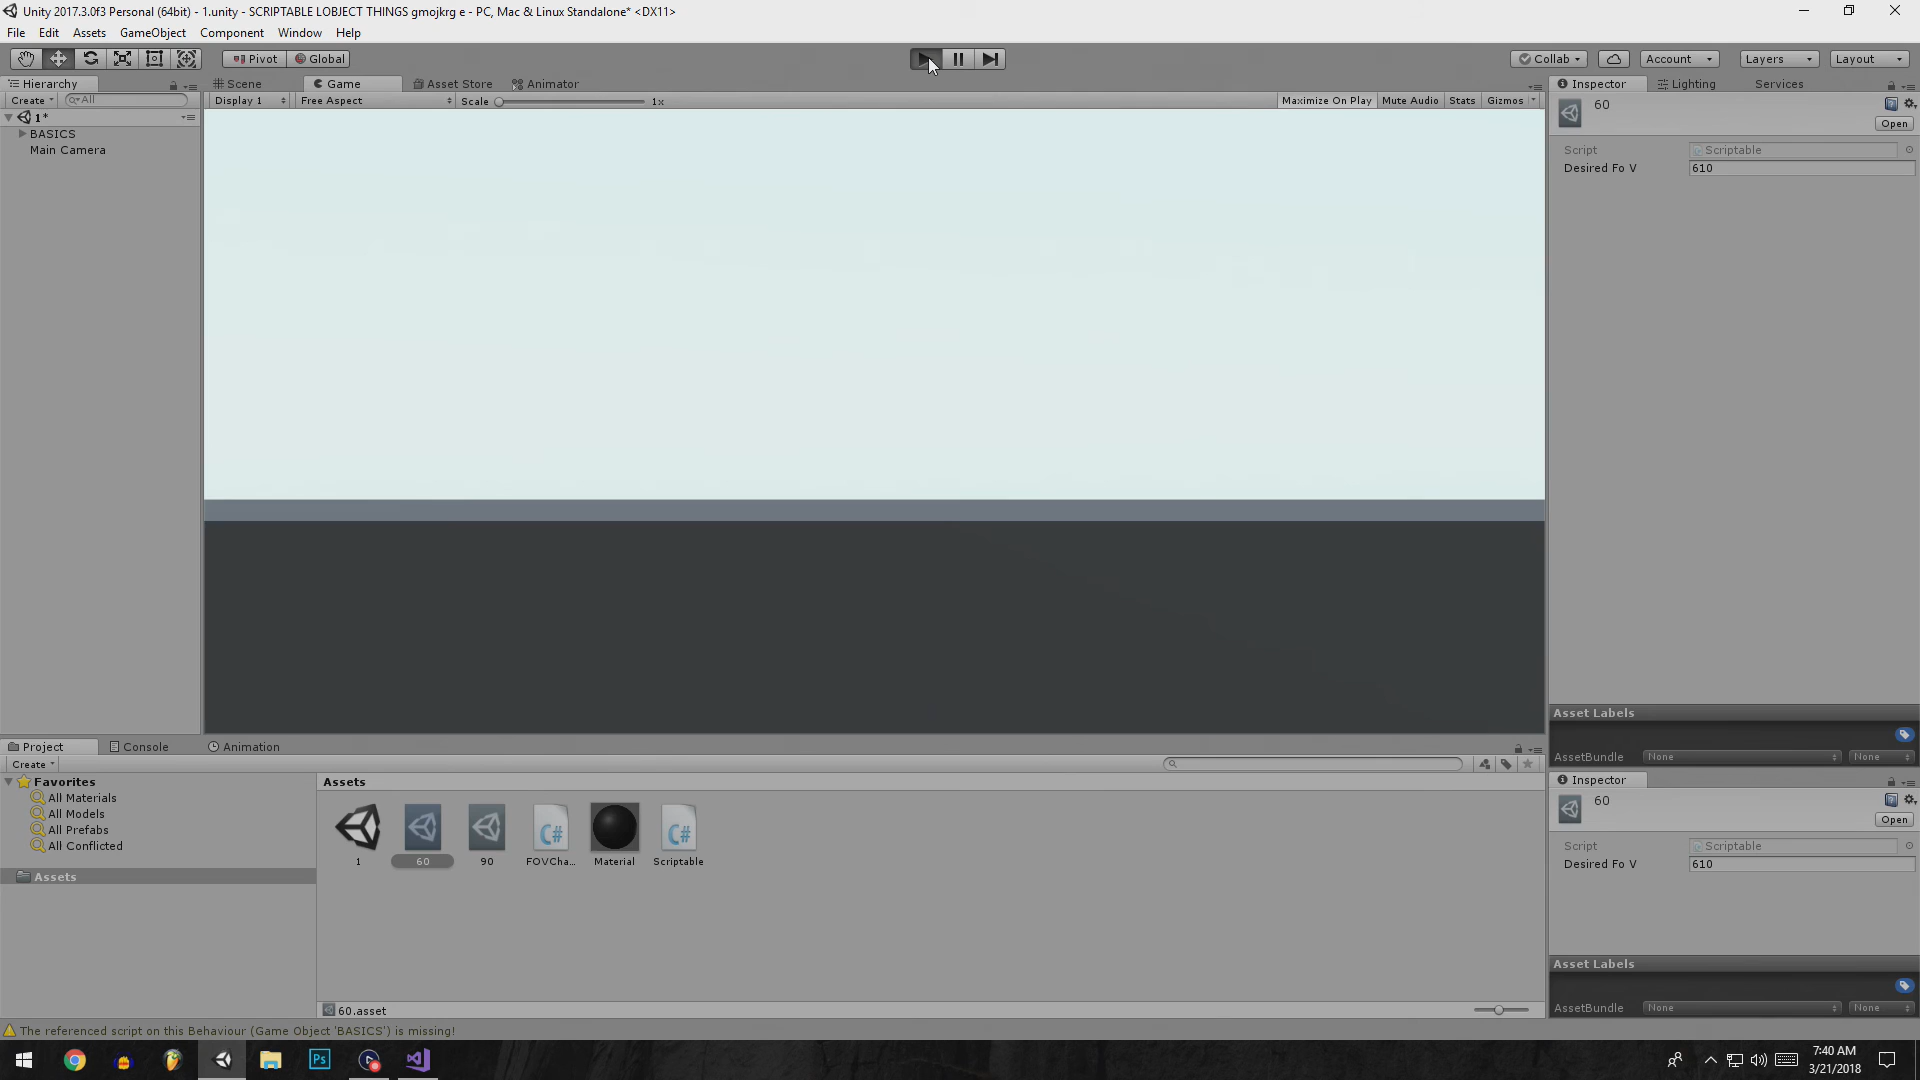 Unity 2017.3.0f3 Personal (64bit) - 1.unity - SCRIPTABLE LOBJECT THINGS gmojkrg e - PC, Mac & Linux Standalone* <DX11>
File Edit Assets GameObject Component Window Help
Pivot Global Collab Account Layers Layout
Hierarchy Scene Game Asset Store Animator Inspector Lighting Services
Create All Display 1 Free Aspect Scale 1x Maximize On Play Mute Audio Stats Gizmos 60
Open
1*
BASICS
Main Camera
Script Scriptable
Desired Fo V 610
Asset Labels
AssetBundle None None
Project Console Animation
Create
Favorites
All Materials
All Models
All Prefabs
All Conflicted
Assets
Assets
1 60 90 FOVCha... Material Scriptable
60.asset
Inspector
60
Open
Script Scriptable
Desired Fo V 610
Asset Labels
AssetBundle None None
The referenced script on this Behaviour (Game Object 'BASICS') is missing!
Ps
7:40 AM
3/21/2018